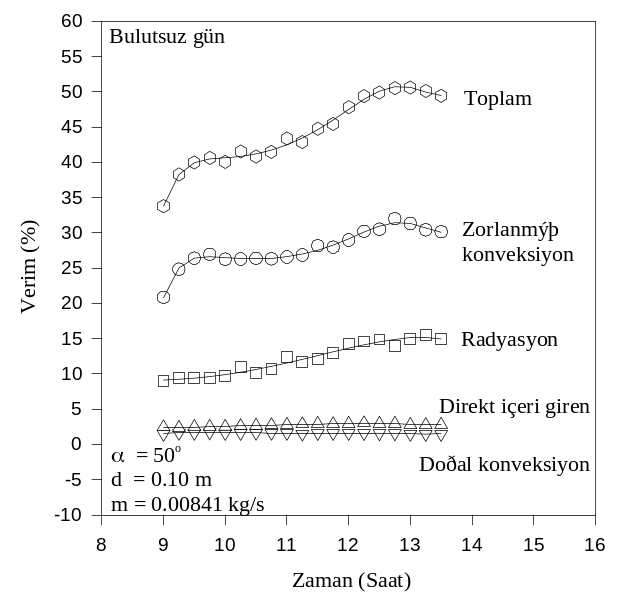 60
55
50
45
40
35
30
25
20
15
10
5
0
-5
-10
Verim (%)
Bulutsuz gün
Toplam
Zorlanmýþ
konveksiyon
Radyasyon
Direkt içeri giren
Doðal konveksiyon
α = 50°
d = 0.10 m
m = 0.00841 kg/s
8 9 10 11 12 13 14 15 16
Zaman (Saat)